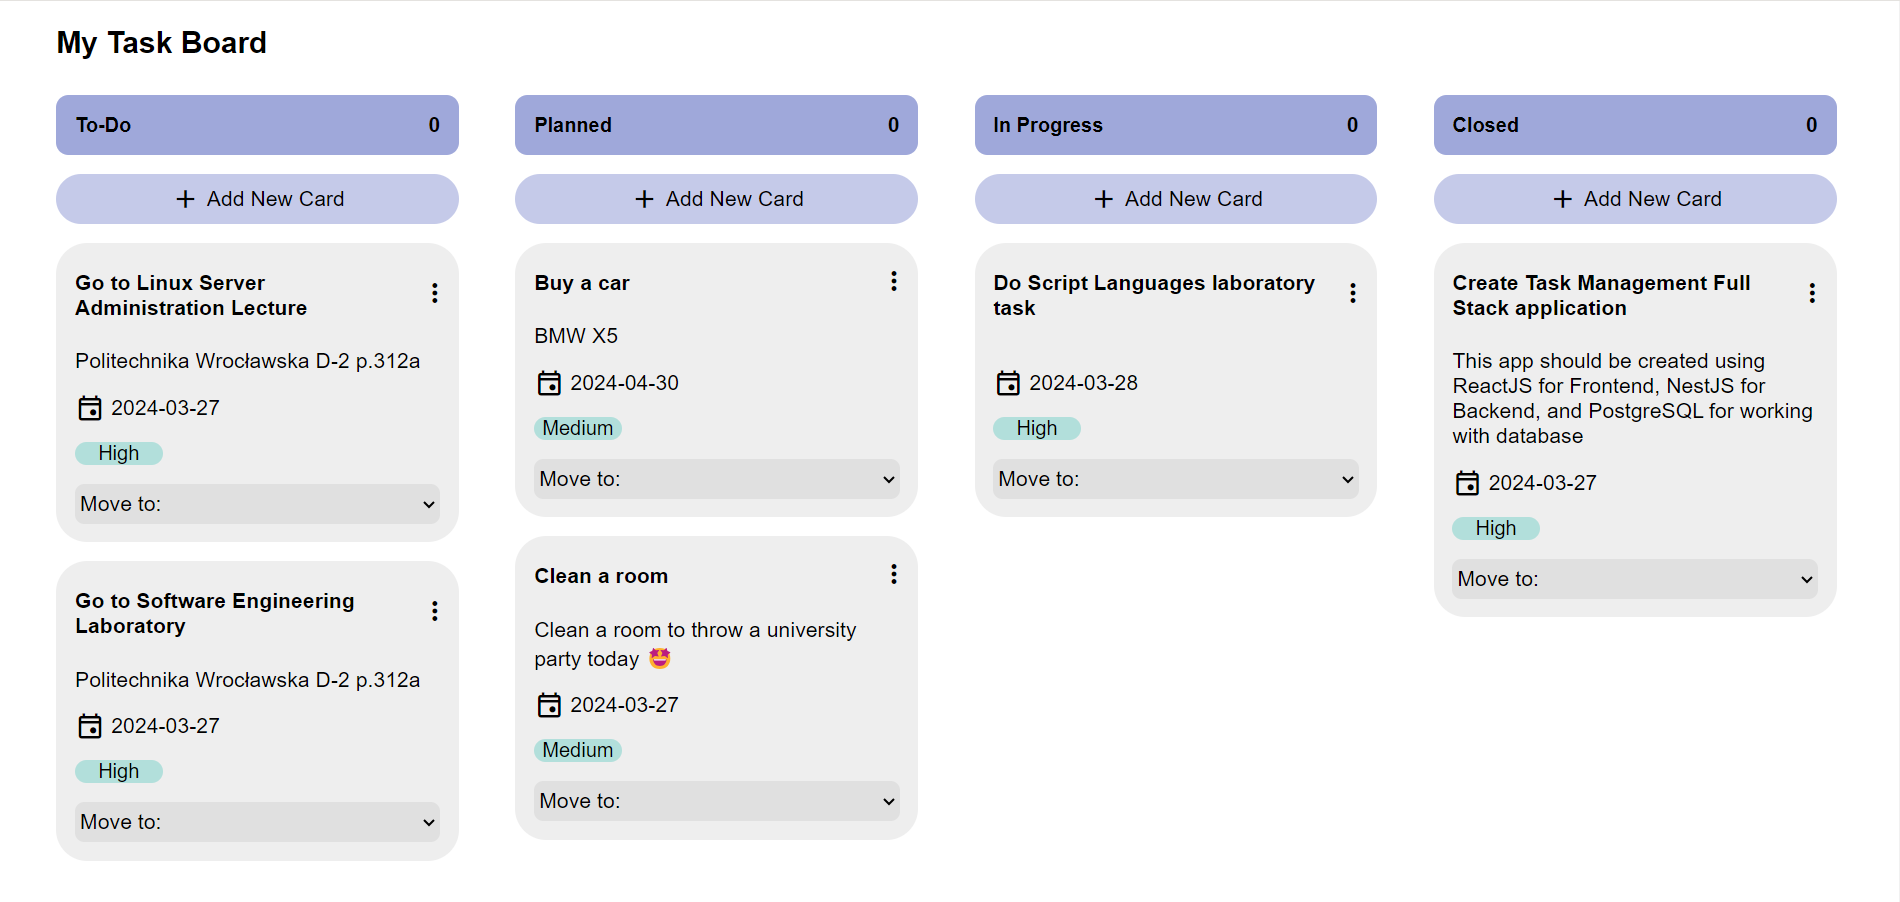 My Task Board
To-Do 0
+ Add New Card
Go to Linux Server
Administration Lecture
Politechnika Wrocławska D-2 p.312a
2024-03-27
High
Move to:
Go to Software Engineering
Laboratory
Politechnika Wrocławska D-2 p.312a
2024-03-27
High
Move to:
Planned 0
+ Add New Card
Buy a car
BMW X5
2024-04-30
Medium
Move to:
Clean a room
Clean a room to throw a university
party today 🤩
2024-03-27
Medium
Move to:
In Progress 0
+ Add New Card
Do Script Languages laboratory
task
2024-03-28
High
Move to:
Closed 0
+ Add New Card
Create Task Management Full
Stack application
This app should be created using
ReactJS for Frontend, NestJS for
Backend, and PostgreSQL for working
with database
2024-03-27
High
Move to: